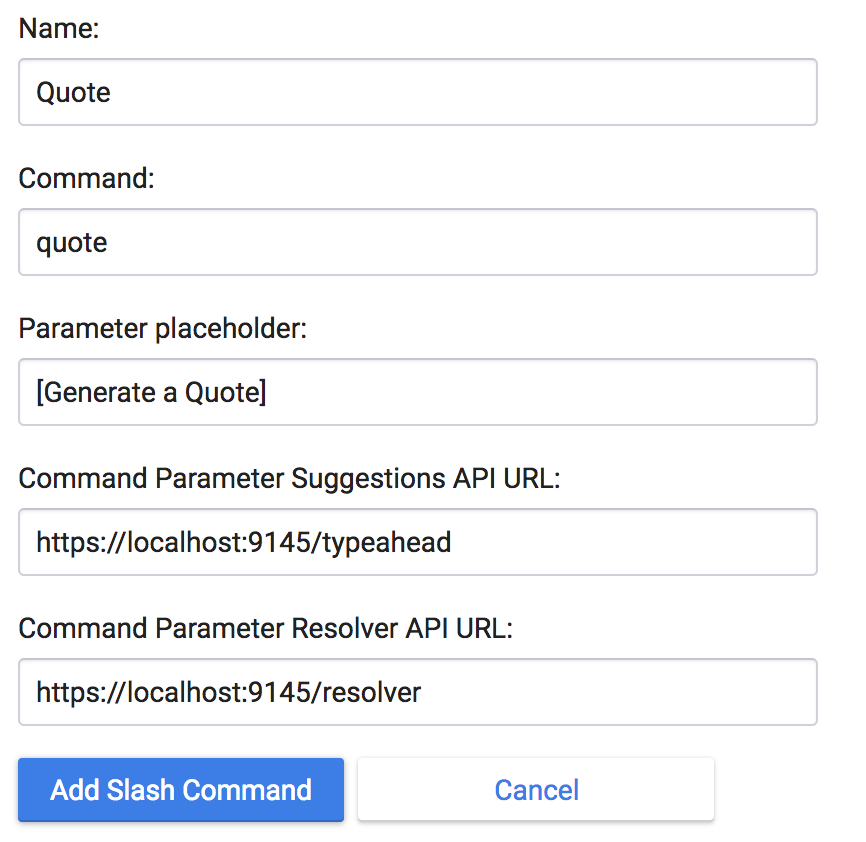 Name:
Quote
Command:
quote
Parameter placeholder:
[Generate a Quote]
Command Parameter Suggestions API URL:
https://localhost:9145/typeahead
Command Parameter Resolver API URL:
https://localhost:9145/resolver
Add Slash Command
Cancel